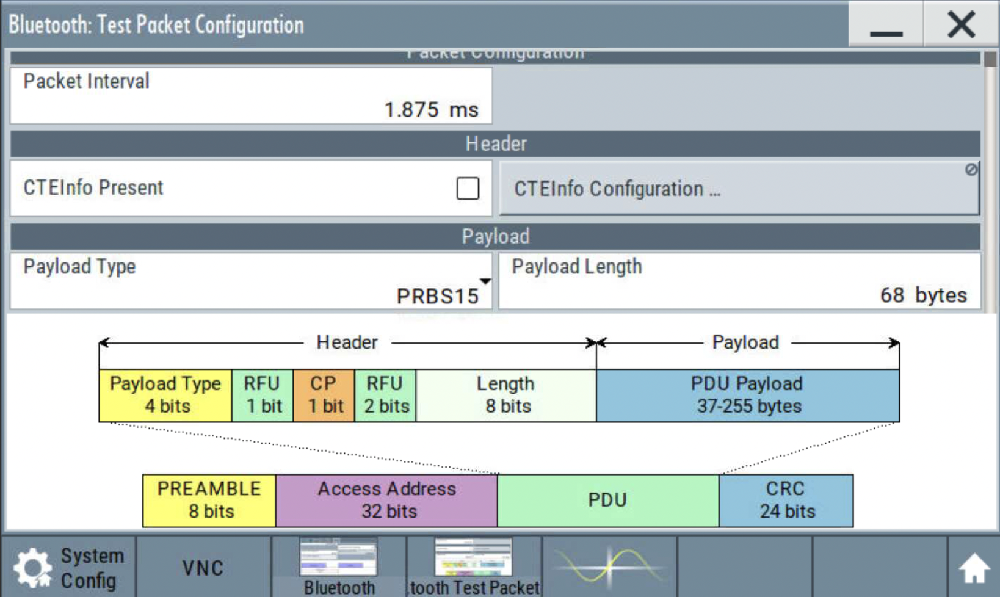 Bluetooth: Test Packet Configuration
Packet Configuration
Packet Interval
1.875 ms
Header
CTEInfo Present
CTEInfo Configuration ...
Payload
Payload Type
PRBS15
Payload Length
68 bytes
Header
Payload
Payload Type
4 bits
RFU
1 bit
CP
1 bit
RFU
2 bits
Length
8 bits
PDU Payload
37-255 bytes
PREAMBLE
8 bits
Access Address
32 bits
PDU
CRC
24 bits
System
Config
VNC
Bluetooth
.tooth Test Packet